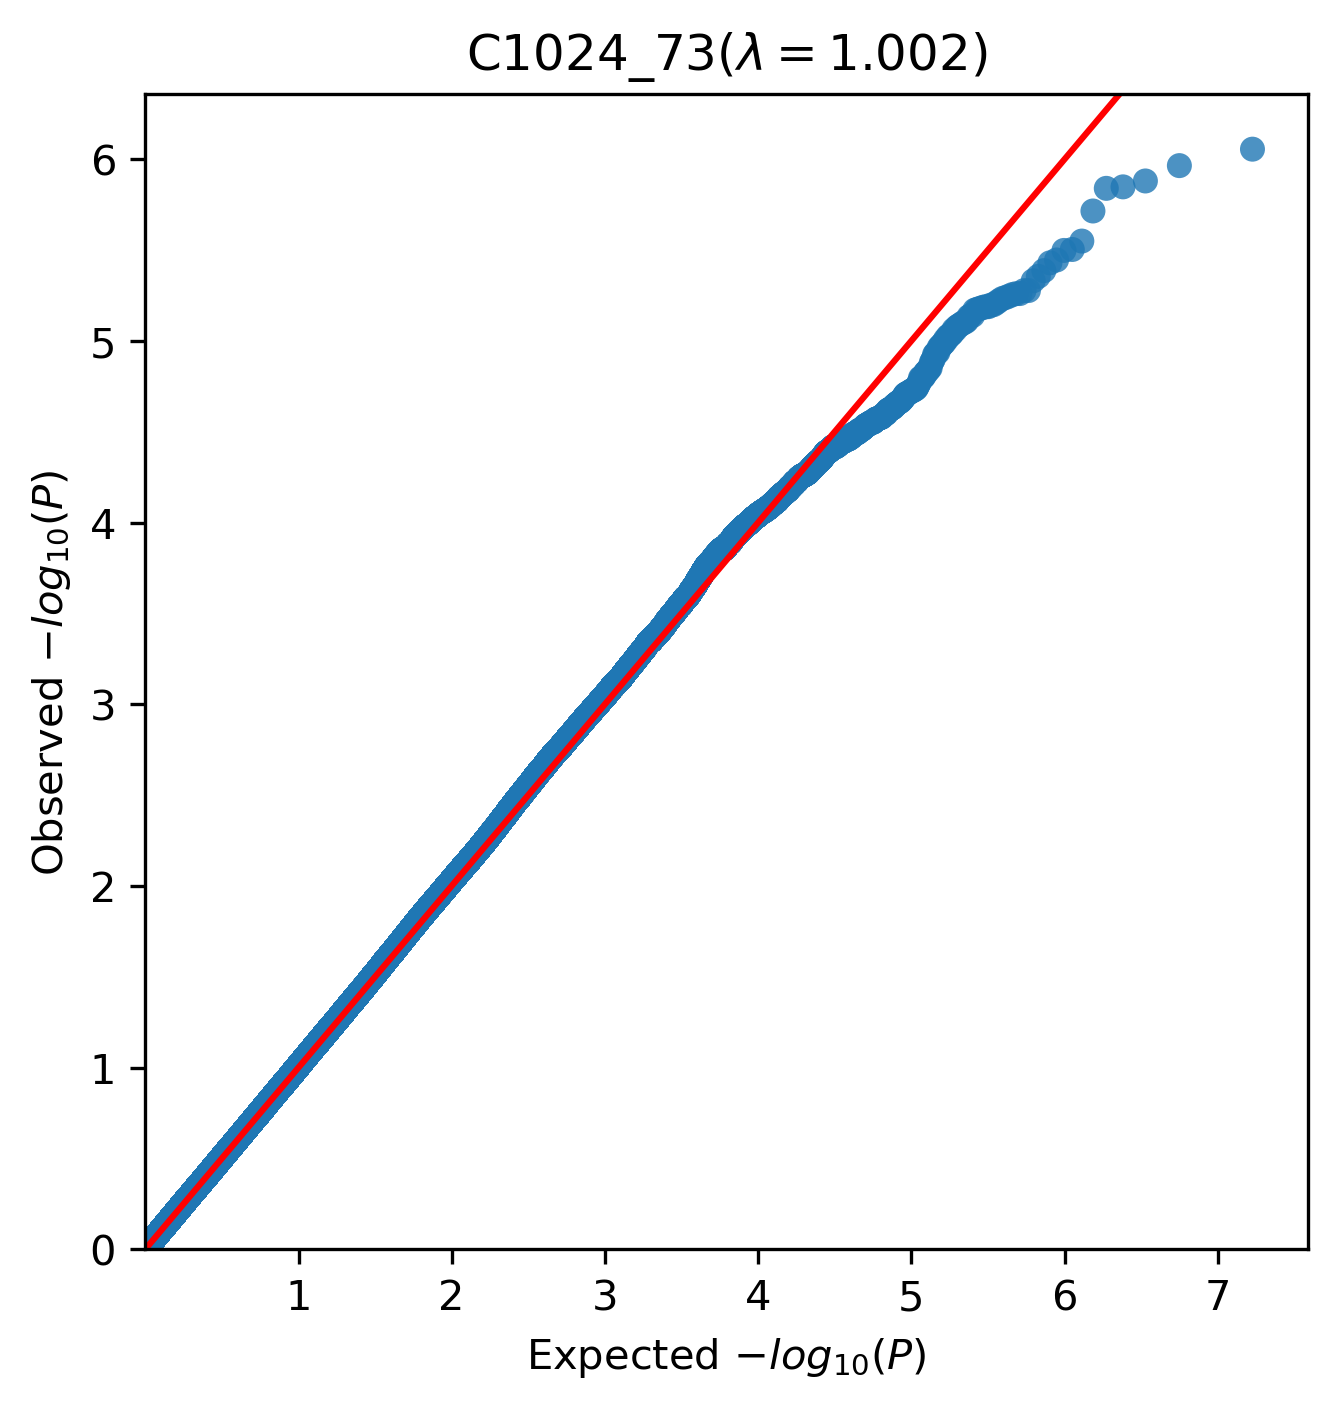 C1024_73(λ = 1.002)
Observed −log10(P)
6
5
4
3
2
1
0
1 2 3 4 5 6 7
Expected −log10(P)